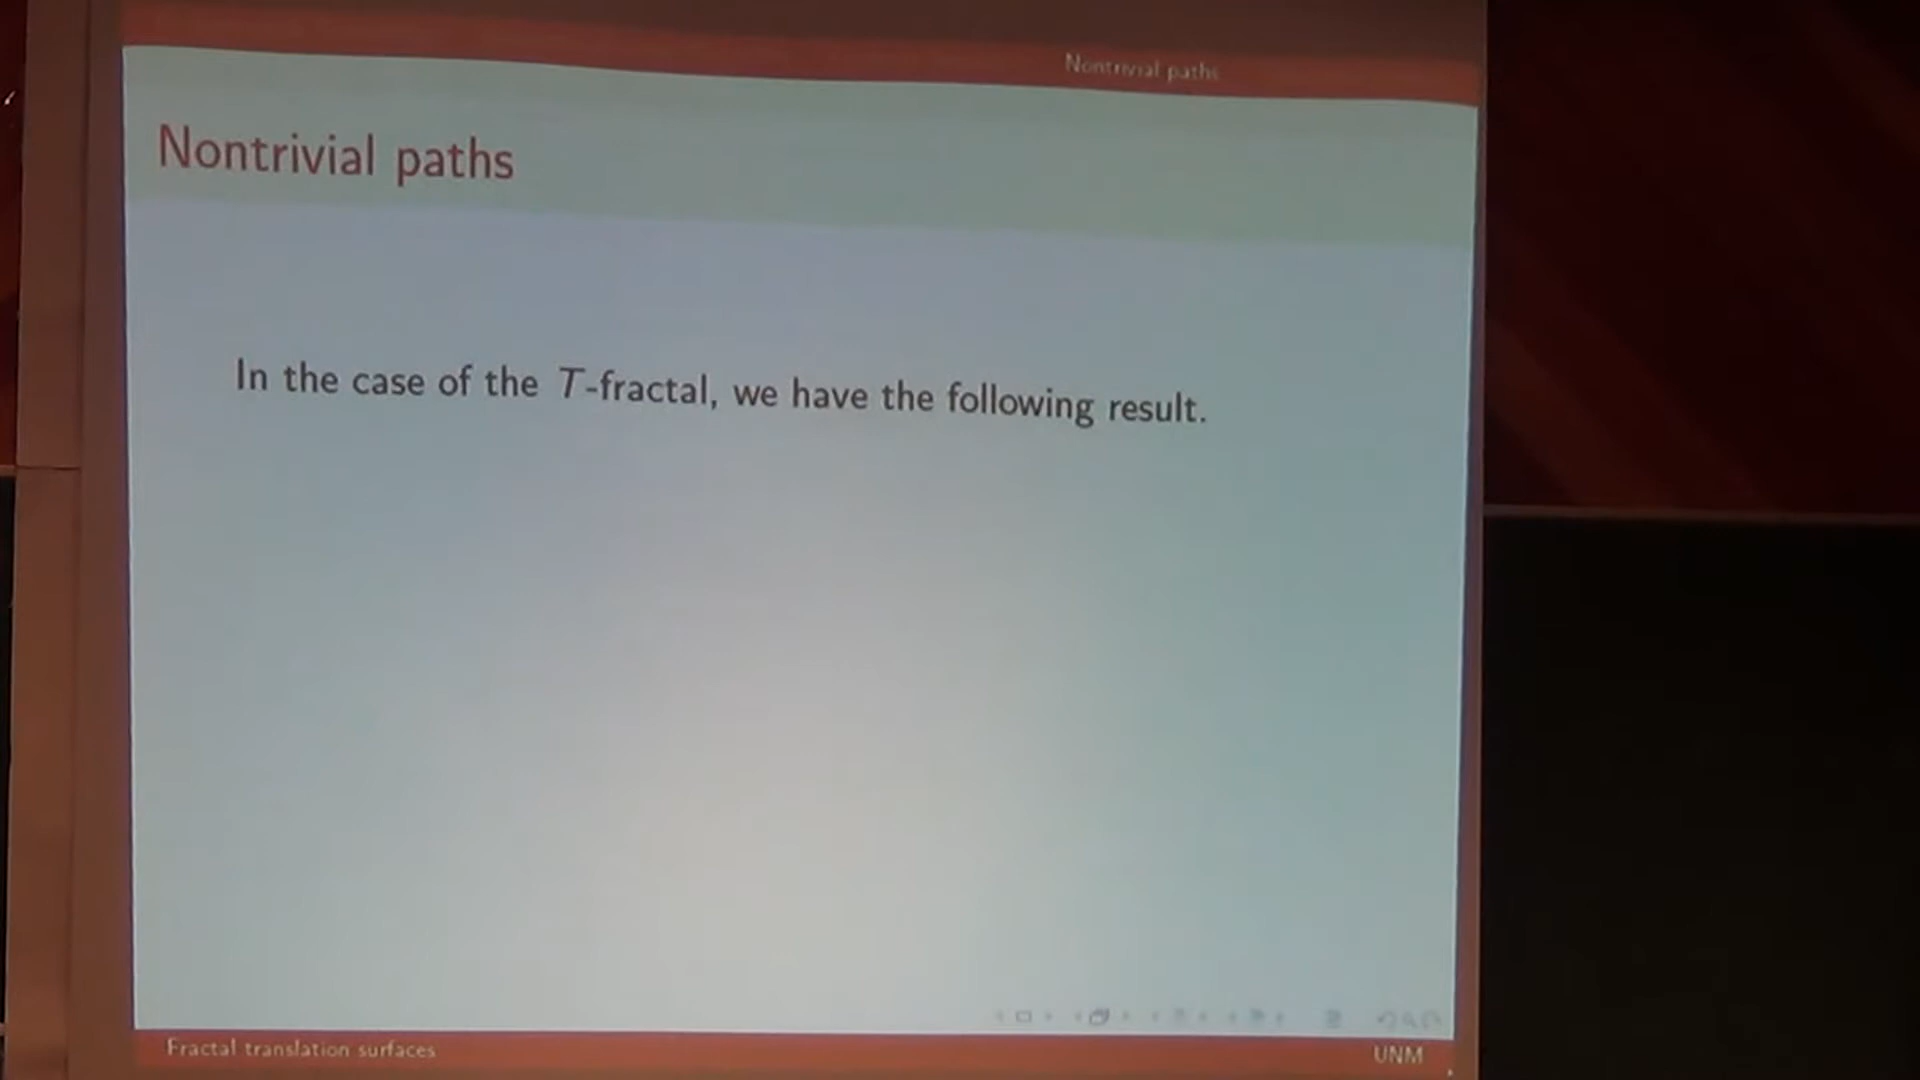 Nontrivial paths
Nontrivial paths
In the case of the T-fractal, we have the following result.
Fractal translation surfaces
UNM